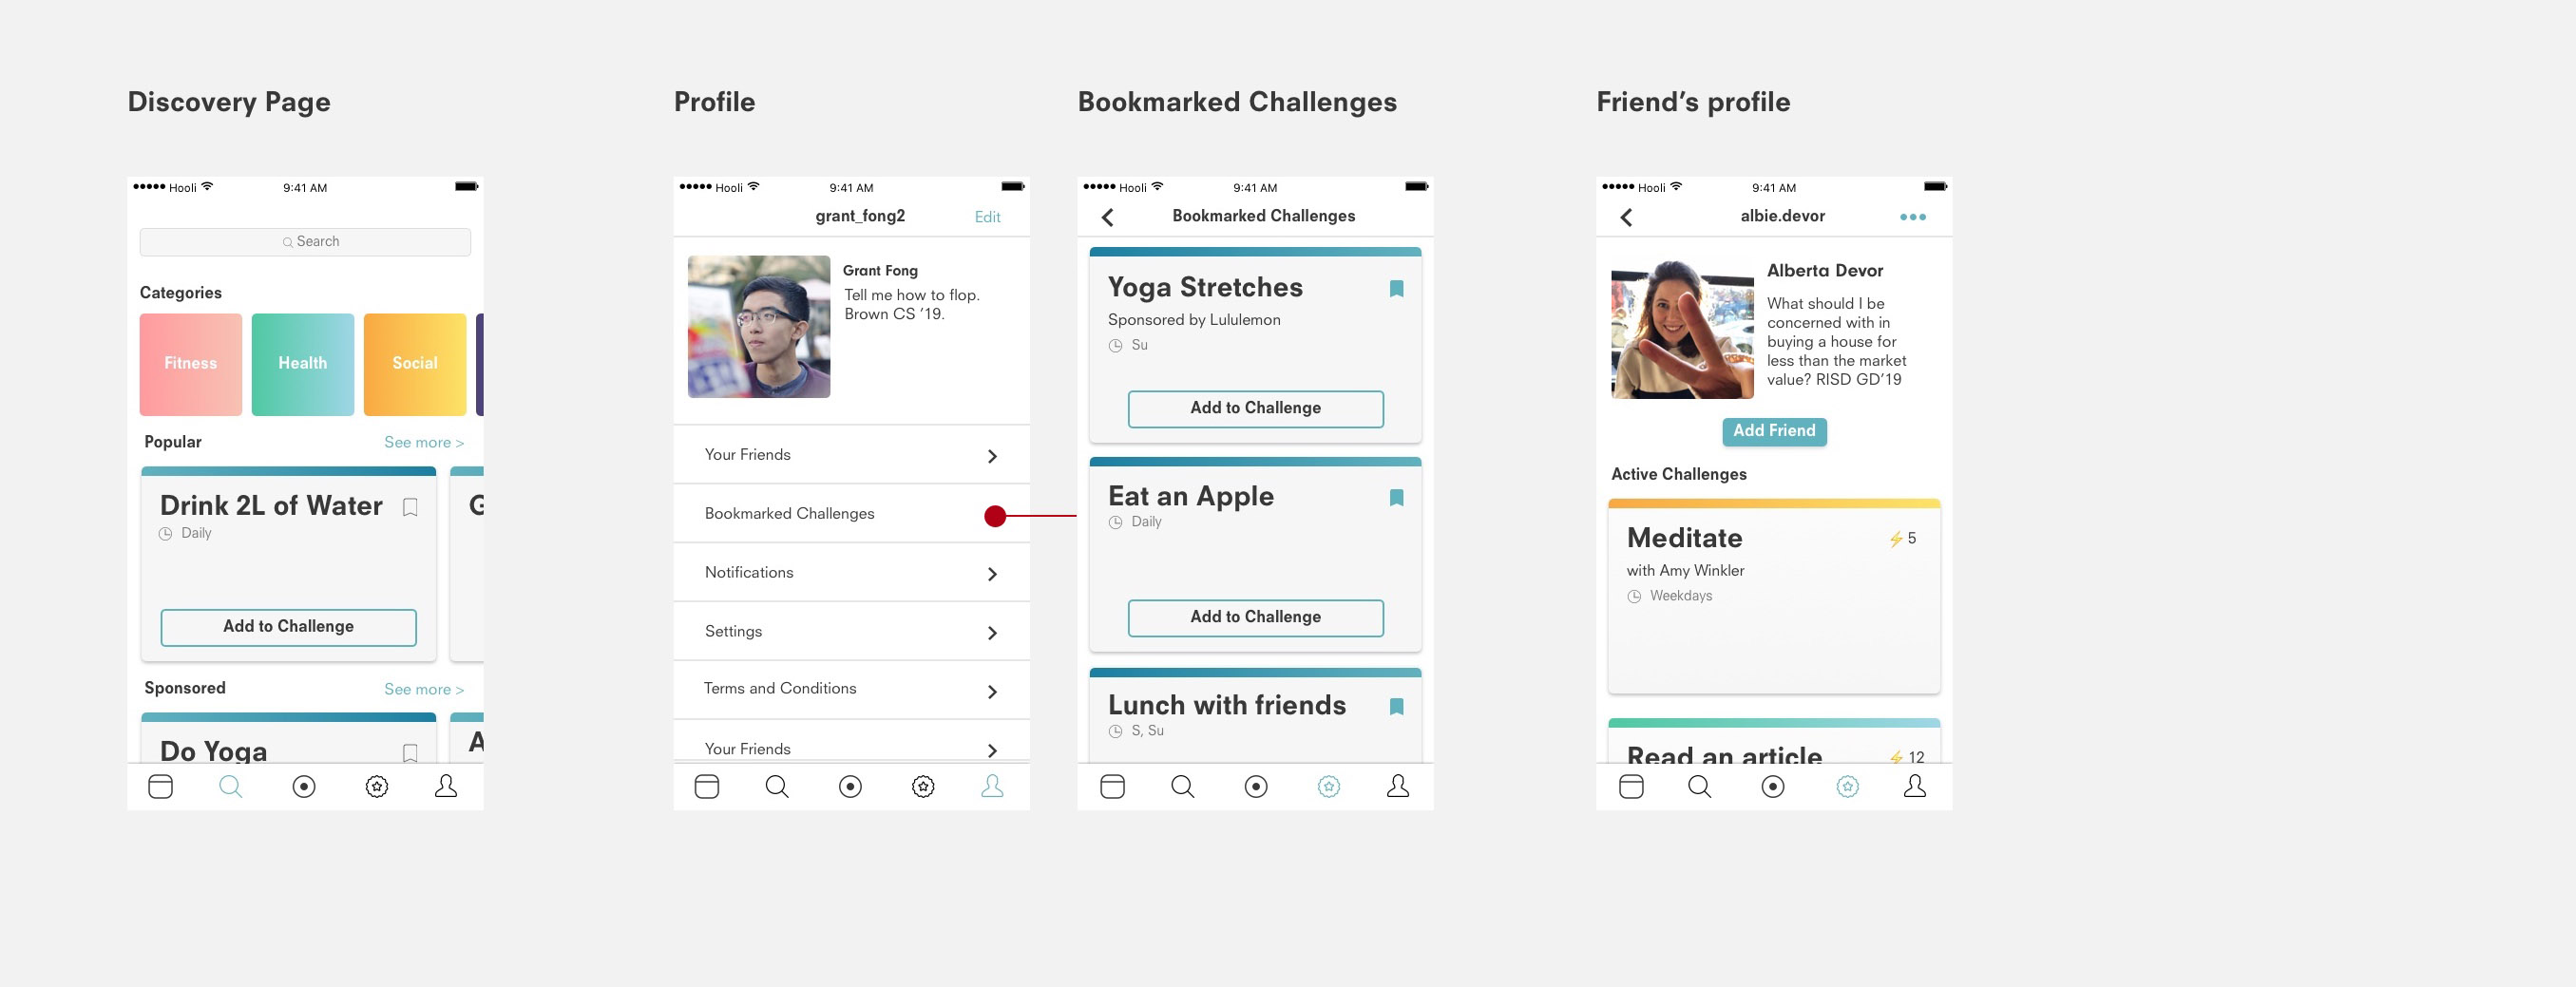 Discovery Page
Hooli
9:41 AM
Search
Categories
Fitness
Health
Social
Popular
See more >
Drink 2L of Water
G
Daily
Add to Challenge
Sponsored
See more >
Do Yoga
A
Profile
Hooli
9:41 AM
grant_fong2
Edit
Grant Fong
Tell me how to flop.
Brown CS ’19.
Your Friends
Bookmarked Challenges
Notifications
Settings
Terms and Conditions
Your Friends
Bookmarked Challenges
Hooli
9:41 AM
Bookmarked Challenges
Yoga Stretches
Sponsored by Lululemon
Su
Add to Challenge
Eat an Apple
Daily
Add to Challenge
Lunch with friends
S, Su
Friend’s profile
Hooli
9:41 AM
albie.devor
Alberta Devor
What should I be
concerned with in
buying a house for
less than the market
value? RISD GD’19
Add Friend
Active Challenges
Meditate
5
with Amy Winkler
Weekdays
Read an article
12